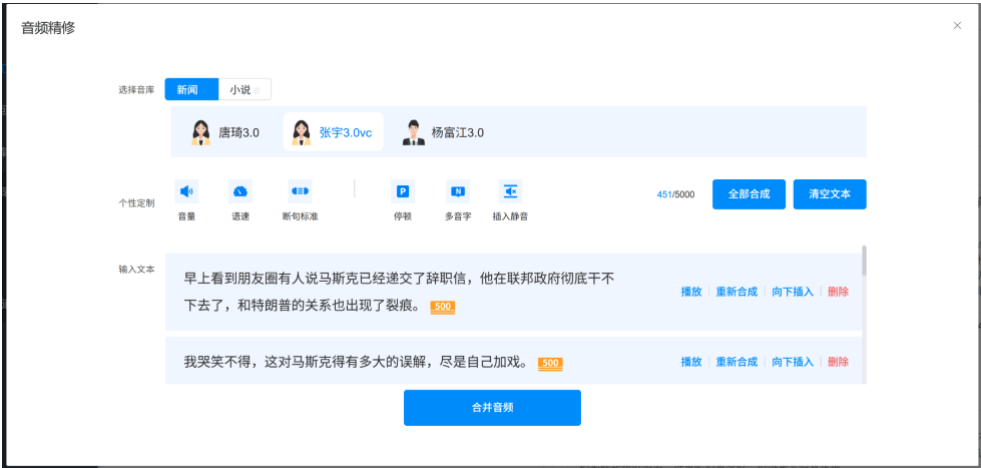 音频精修
选择音库 新闻 小说
唐琦3.0 张宇3.0vc 杨富江3.0
个性定制 音量 语速 断句标准 P 停顿 N 多音字 插入静音 451/5000 全部合成 清空文本
输入文本
早上看到朋友圈有人说马斯克已经递交了辞职信，他在联邦政府彻底干不
下去了，和特朗普的关系也出现了裂痕。 500
播放 重新合成 向下插入 删除
我哭笑不得，这对马斯克得有多大的误解，尽是自己加戏。 500
播放 重新合成 向下插入 删除
合并音频